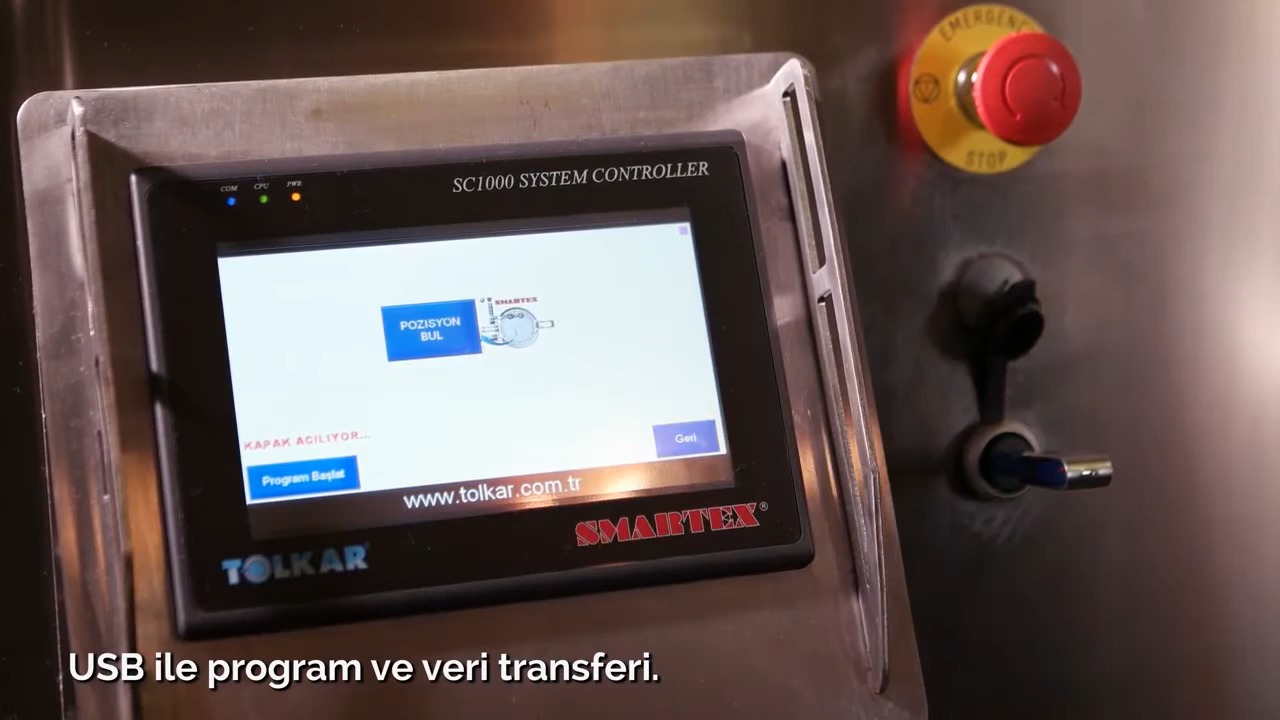 EMERGENCY
STOP
SC1000 SYSTEM CONTROLLER
COM CPU PWR
SMARTEX
POZISYON
BUL
KAPAK AÇILIYOR...
Program Başlat
Geri
www.tolkar.com.tr
SMARTEX®
TOLKAR®
USB ile program ve veri transferi.